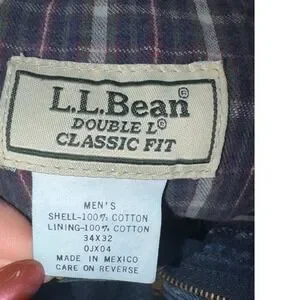 L.L.Bean®
DOUBLE L®
CLASSIC FIT
MEN'S
SHELL-100% COTTON
LINING-100% COTTON
34X32
0JX04
MADE IN MEXICO
CARE ON REVERSE